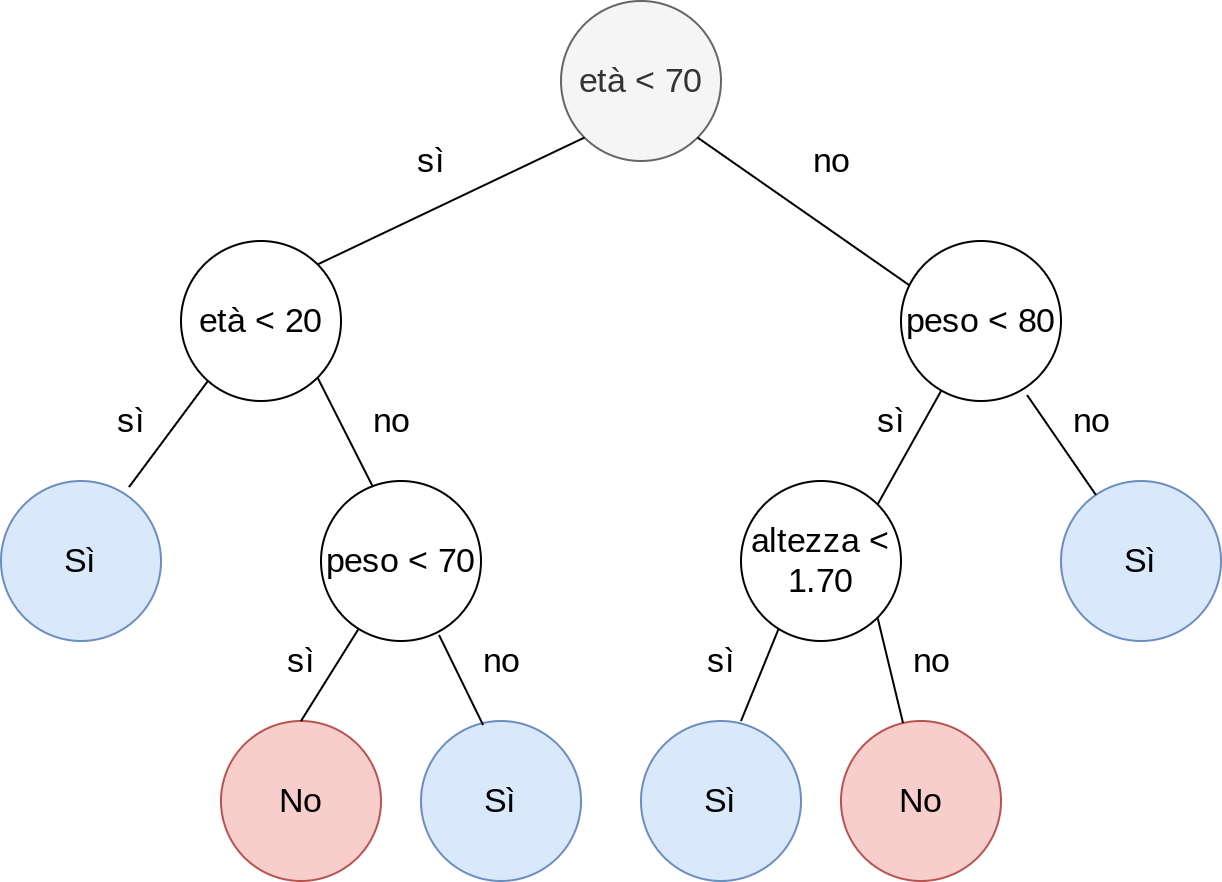 età < 70
sì
no
età < 20
peso < 80
sì
no
sì
no
Sì
peso < 70
altezza <
1.70
Sì
sì
no
sì
no
No
Sì
Sì
No